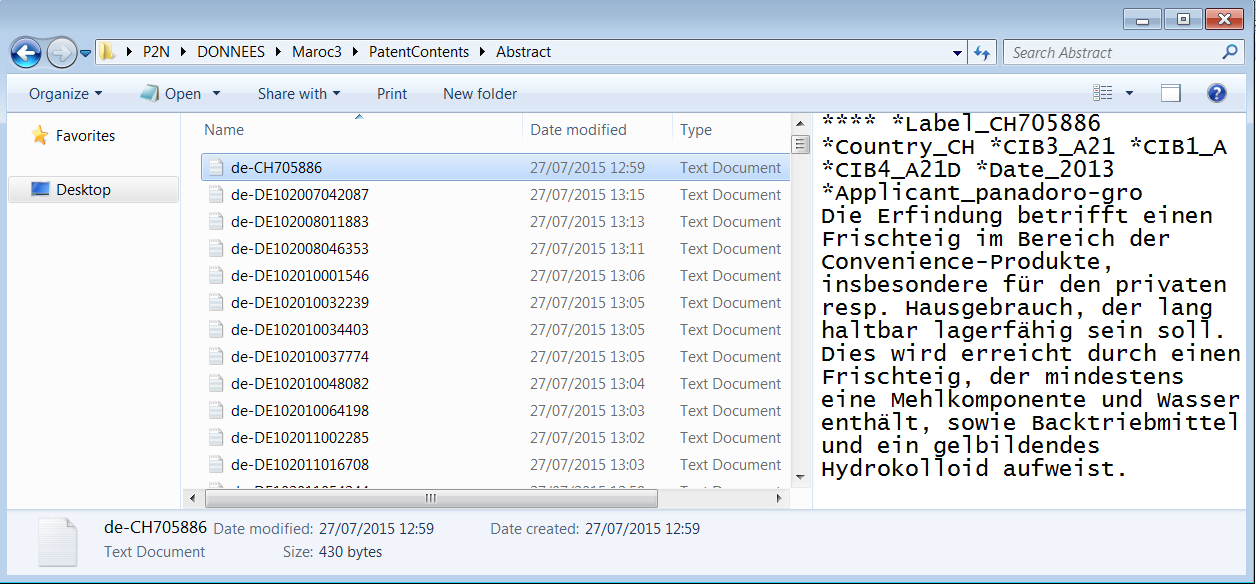 P2N DONNEES Maroc3 PatentContents Abstract
Search Abstract
Organize Open Share with Print New folder
Favorites
Desktop
Name Date modified Type
de-CH705886 27/07/2015 12:59 Text Document
de-DE102007042087 27/07/2015 13:15 Text Document
de-DE102008011883 27/07/2015 13:13 Text Document
de-DE102008046353 27/07/2015 13:11 Text Document
de-DE102010001546 27/07/2015 13:06 Text Document
de-DE102010032239 27/07/2015 13:05 Text Document
de-DE102010034403 27/07/2015 13:05 Text Document
de-DE102010037774 27/07/2015 13:05 Text Document
de-DE102010048082 27/07/2015 13:04 Text Document
de-DE102010064198 27/07/2015 13:03 Text Document
de-DE102011002285 27/07/2015 13:02 Text Document
de-DE102011016708 27/07/2015 13:03 Text Document
**** *Label_CH705886
*Country_CH *CIB3_A21 *CIB1_A
*CIB4_A21D *Date_2013
*Applicant_panadoro-gro
Die Erfindung betrifft einen
Frischteig im Bereich der
Convenience-Produkte,
insbesondere für den privaten
resp. Hausgebrauch, der lang
haltbar lagerfähig sein soll.
Dies wird erreicht durch einen
Frischteig, der mindestens
eine Mehlkomponente und Wasser
enthält, sowie Backtriebmittel
und ein gelbildendes
Hydrokolloid aufweist.
de-CH705886 Date modified: 27/07/2015 12:59 Date created: 27/07/2015 12:59
Text Document Size: 430 bytes